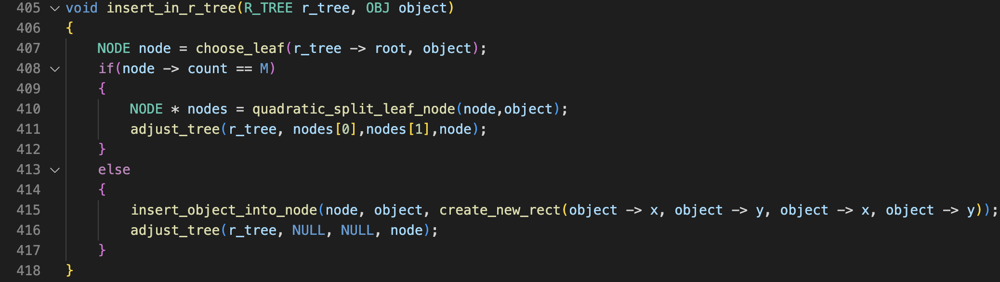 405 void insert_in_r_tree(R_TREE r_tree, OBJ object)
406 {
407 NODE node = choose_leaf(r_tree -> root, object);
408 if(node -> count == M)
409 {
410 NODE * nodes = quadratic_split_leaf_node(node,object);
411 adjust_tree(r_tree, nodes[0],nodes[1],node);
412 }
413 else
414 {
415 insert_object_into_node(node, object, create_new_rect(object -> x, object -> y, object -> x, object -> y));
416 adjust_tree(r_tree, NULL, NULL, node);
417 }
418 }